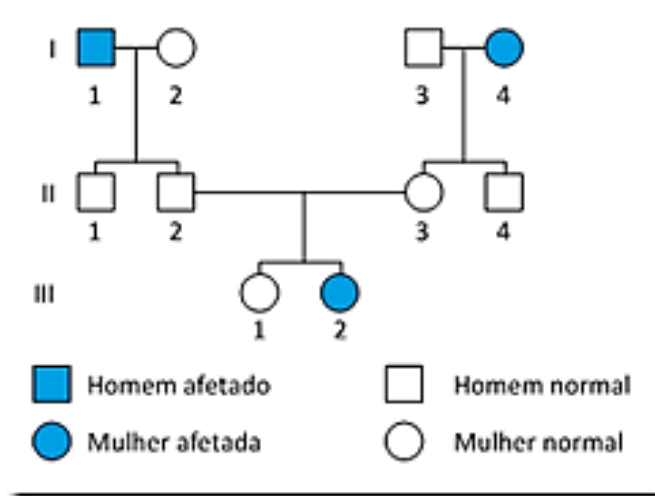 I
1 2 3 4
II
1 2 3 4
III
1 2
Homem afetado Homem normal
Mulher afetada Mulher normal